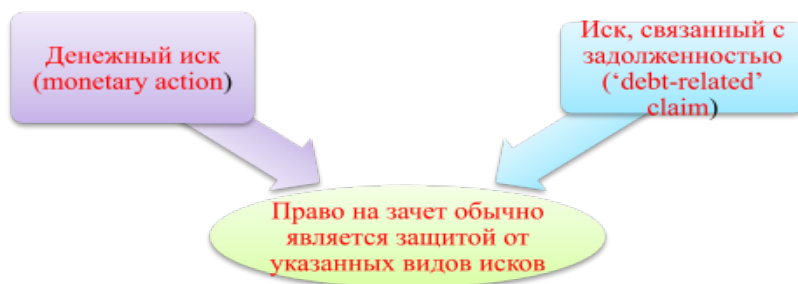 Денежный иск
(monetary action)
Иск, связанный с
задолженностью
(‘debt-related’
claim)
Право на зачет обычно
является защитой от
указанных видов исков